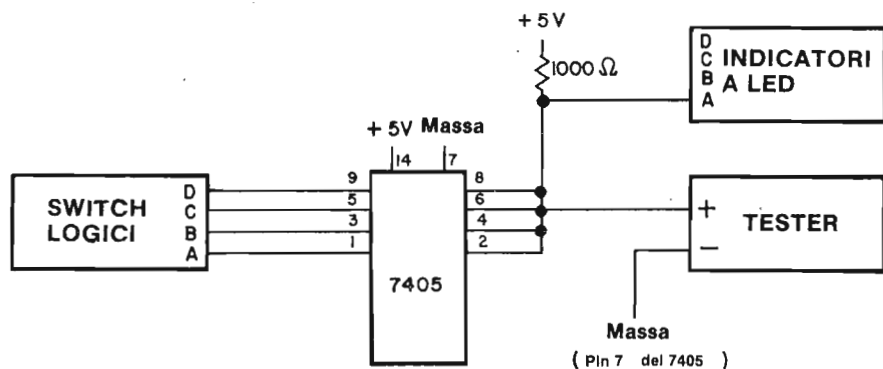 + 5 V
1000 Ω
D
C
B
A
INDICATORI
A LED
+ 5V Massa
14
7
SWITCH
LOGICI
D
C
B
A
9
5
3
1
7405
8
6
4
2
+
−
TESTER
Massa
( Pin 7 del 7405 )